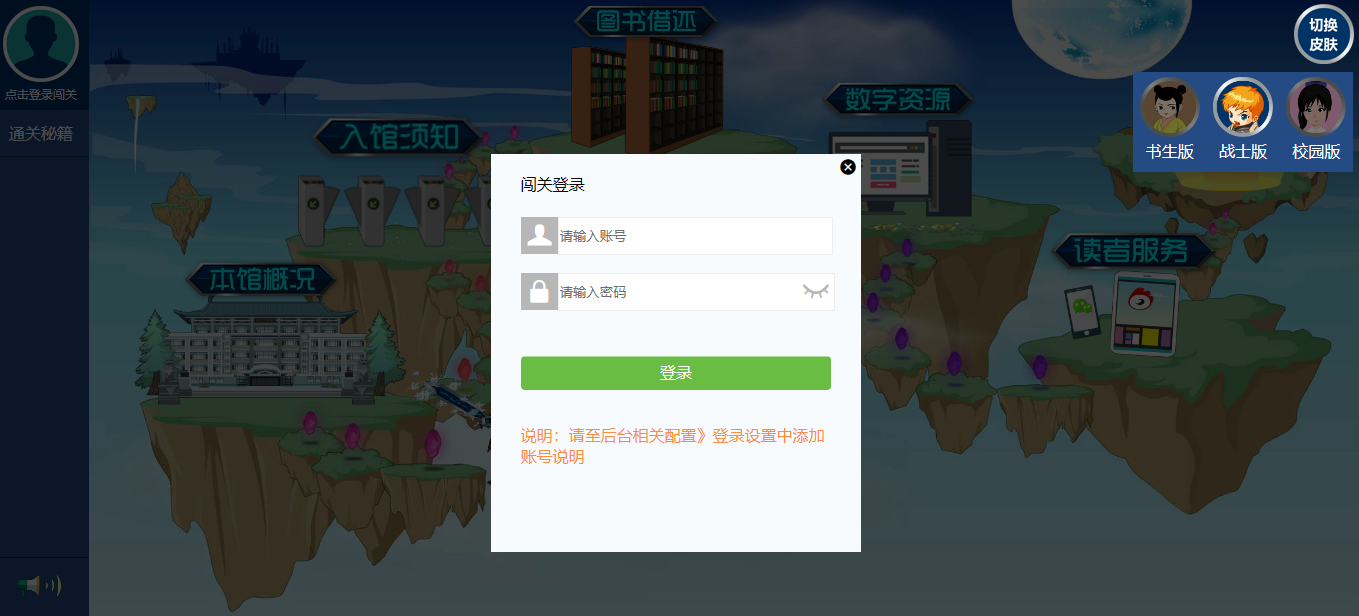 点击登录闯关
通关秘籍
图书借还
入馆须知
数字资源
本馆概况
读者服务
切换
皮肤
书生版
战士版
校园版
闯关登录
请输入账号
请输入密码
登录
说明：请至后台相关配置》登录设置中添加
账号说明